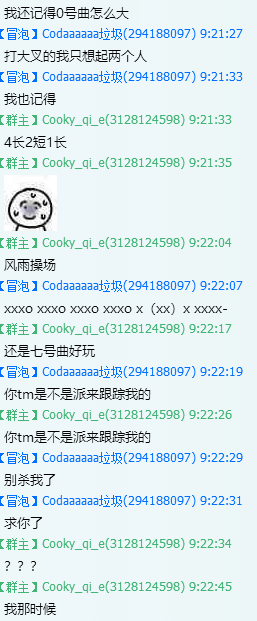 我还记得0号曲怎么大
【冒泡】Codaaaaaa垃圾(294188097) 9:21:27
打大叉的我只想起两个人
【冒泡】Codaaaaaa垃圾(294188097) 9:21:33
我也记得
【群主】Cooky_qi_e(3128124598) 9:21:33
4长2短1长
【群主】Cooky_qi_e(3128124598) 9:21:35
【群主】Cooky_qi_e(3128124598) 9:22:04
风雨操场
【冒泡】Codaaaaaa垃圾(294188097) 9:22:07
xxxo xxxo xxxo xxxo x（xx）x xxxx-
【群主】Cooky_qi_e(3128124598) 9:22:17
还是七号曲好玩
【冒泡】Codaaaaaa垃圾(294188097) 9:22:19
你tm是不是派来跟踪我的
【群主】Cooky_qi_e(3128124598) 9:22:26
你tm是不是派来跟踪我的
【冒泡】Codaaaaaa垃圾(294188097) 9:22:29
别杀我了
【冒泡】Codaaaaaa垃圾(294188097) 9:22:31
求你了
【群主】Cooky_qi_e(3128124598) 9:22:34
？？？
【群主】Cooky_qi_e(3128124598) 9:22:45
我那时候